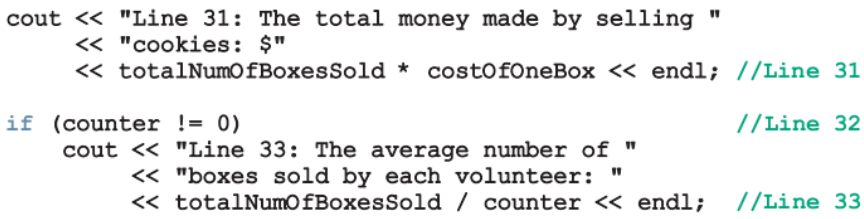 cout << "Line 31: The total money made by selling "
     << "cookies: $"
     << totalNumOfBoxesSold * costOfOneBox << endl; //Line 31
if (counter != 0)                                //Line 32
    cout << "Line 33: The average number of "
         << "boxes sold by each volunteer: "
         << totalNumOfBoxesSold / counter << endl;  //Line 33